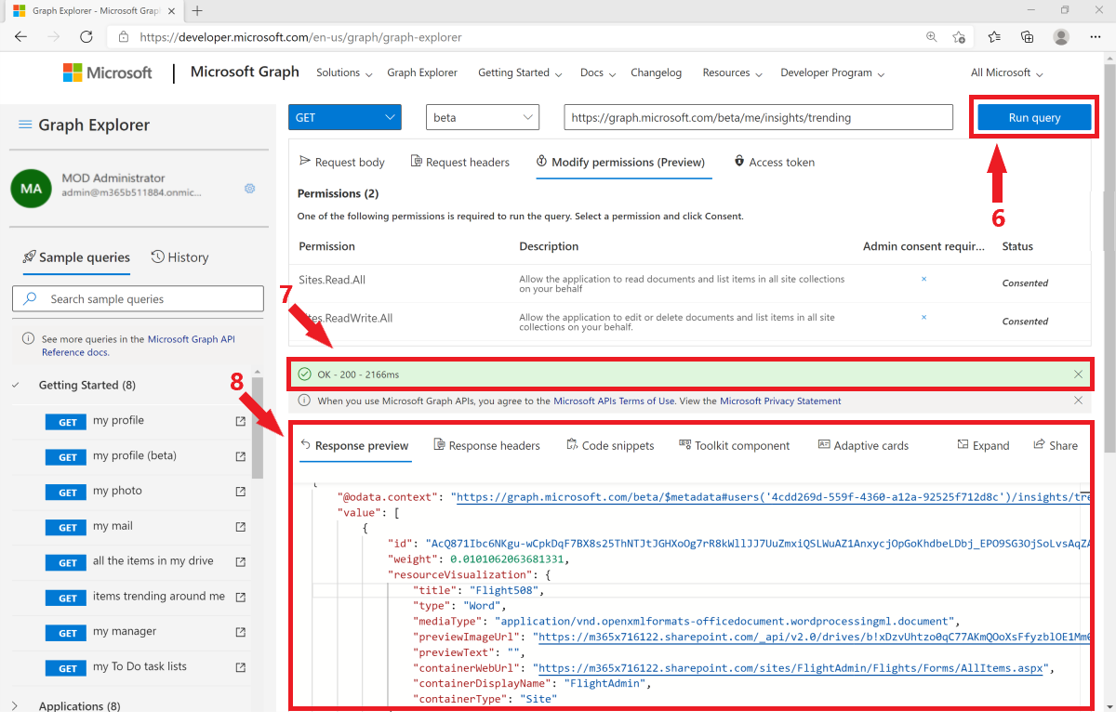 Graph Explorer - Microsoft Grap
https://developer.microsoft.com/en-us/graph/graph-explorer
Microsoft
Microsoft Graph
Solutions
Graph Explorer
Getting Started
Docs
Changelog
Resources
Developer Program
All Microsoft
Graph Explorer
MA
MOD Administrator
admin@m365b511884.onmic...
Sample queries
History
Search sample queries
See more queries in the Microsoft Graph API
Reference docs.
Getting Started (8)
GET my profile
GET my profile (beta)
GET my photo
GET my mail
GET all the items in my drive
GET items trending around me
GET my manager
GET my To Do task lists
Applications (8)
GET
beta
https://graph.microsoft.com/beta/me/insights/trending
Run query
6
Request body
Request headers
Modify permissions (Preview)
Access token
Permissions (2)
One of the following permissions is required to run the query. Select a permission and click Consent.
Permission Description Admin consent requir... Status
Sites.Read.All
Allow the application to read documents and list items in all site collections
on your behalf
Consented
7
tes.ReadWrite.All
Allow the application to edit or delete documents and list items in all site
collections on your behalf.
Consented
OK - 200 - 2166ms
When you use Microsoft Graph APIs, you agree to the Microsoft APIs Terms of Use. View the Microsoft Privacy Statement
8
Response preview
Response headers
Code snippets
Toolkit component
Adaptive cards
Expand
Share
{
"@odata.context": "https://graph.microsoft.com/beta/$metadata#users('4cdd269d-559f-4360-a12a-92525f712d8c')/insights/tre
"value": [
{
"weight": 0.0101062063681331,
"resourceVisualization": {
"title": "Flight508",
"type": "Word",
"mediaType": "application/vnd.openxmlformats-officedocument.wordprocessingml.document",
"previewImageUrl": "https://m365x716122.sharepoint.com/_api/v2.0/drives/
"previewText": "",
"containerWebUrl": "https://m365x716122.sharepoint.com/sites/FlightAdmin/Flights/Forms/AllItems.aspx",
"containerDisplayName": "FlightAdmin",
"containerType": "Site"